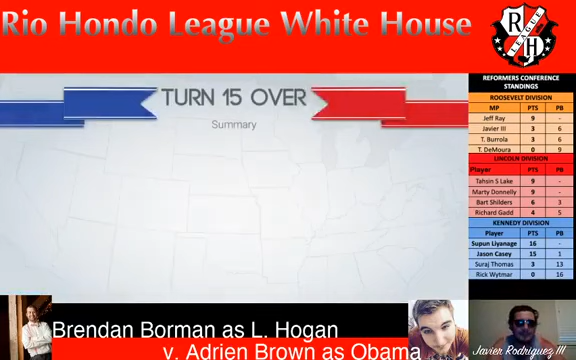 Rio Hondo League White House
R
LEAGUE
H
TURN 15 OVER
Summary
REFORMERS CONFERENCE
STANDINGS
ROOSEVELT DIVISION
MP PTS PB
Jeff Ray 9 -
Javier III 3 6
T. Burrola 3 6
T. DeMoura 0 9
LINCOLN DIVISION
Player PTS PB
Tahsin S Lake 9 -
Marty Donnelly 9 -
Bart Shilders 6 3
Richard Gadd 4 5
KENNEDY DIVISION
Player PTS PB
Supun Liyanage 16 -
Jason Casey 15 1
Suraj Thomas 3 13
Rick Wytmar 0 16
Brendan Borman as L. Hogan
v. Adrien Brown as Obama
Javier Rodriguez III